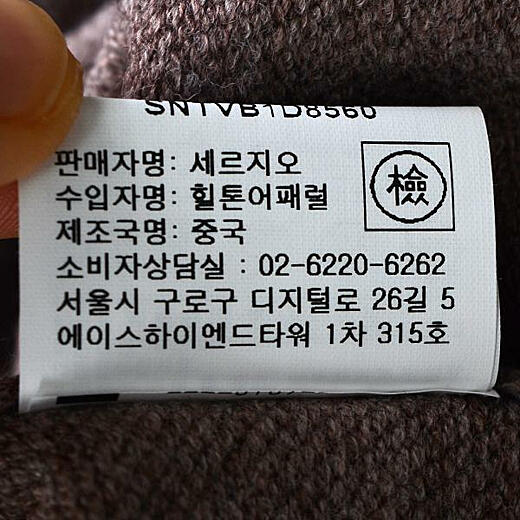 SNTVB1D8560
판매자명: 세르지오
수입자명: 힐톤어패럴
檢
제조국명: 중국
소비자상담실 : 02-6220-6262
서울시 구로구 디지털로 26길 5
에이스하이엔드타워 1차 315호